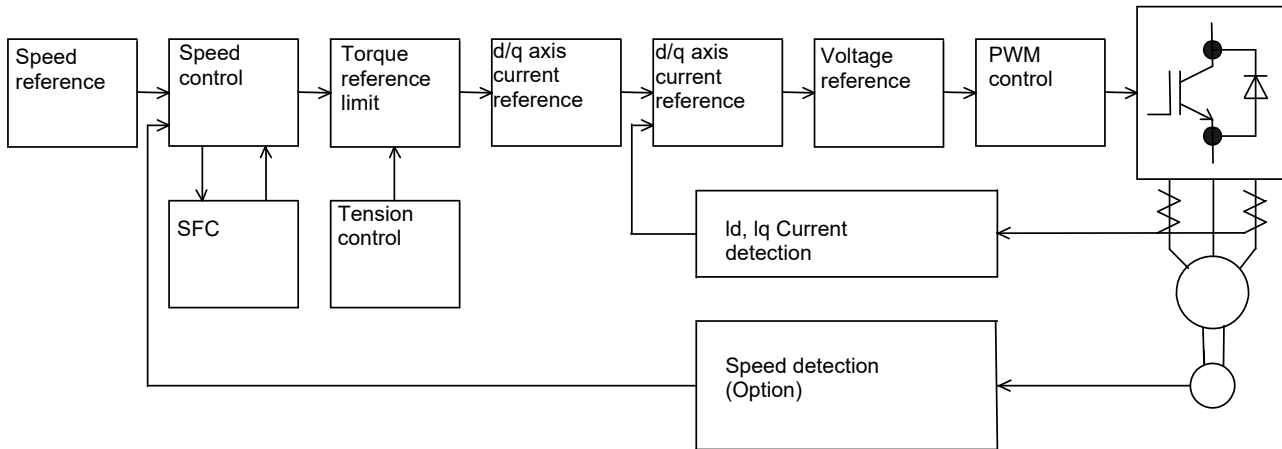 Speed
reference
Speed
control
Torque
reference
limit
d/q axis
current
reference
d/q axis
current
reference
Voltage
reference
PWM
control
SFC
Tension
control
Id, Iq Current
detection
Speed detection
(Option)